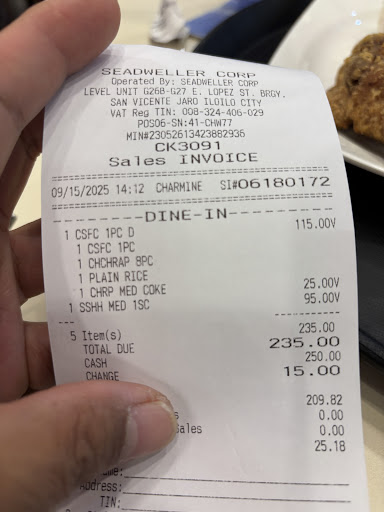 SEADWELLER CORP
Operated By: SEADWELLER CORP
LEVEL UNIT G26B-G27 E. LOPEZ ST. BRGY.
SAN VICENTE JARO ILOILO CITY
VAT Reg TIN: 008-324-406-029
POS06-SN:41-CHW77
MIN#23052613423882936
CK3091
Sales INVOICE
09/15/2025 14:12 CHARMINE SI#06180172
DINE-IN
1 CSFC 1PC D 115.00V
1 CSFC 1PC
1 CHCHRAP 8PC
1 PLAIN RICE
1 CHRP MED COKE 25.00V
1 SSHH MED 1SC 95.00V
5 Item(s) 235.00
TOTAL DUE 235.00
CASH 250.00
CHANGE 15.00
209.82
0.00
0.00
25.18
TIN: